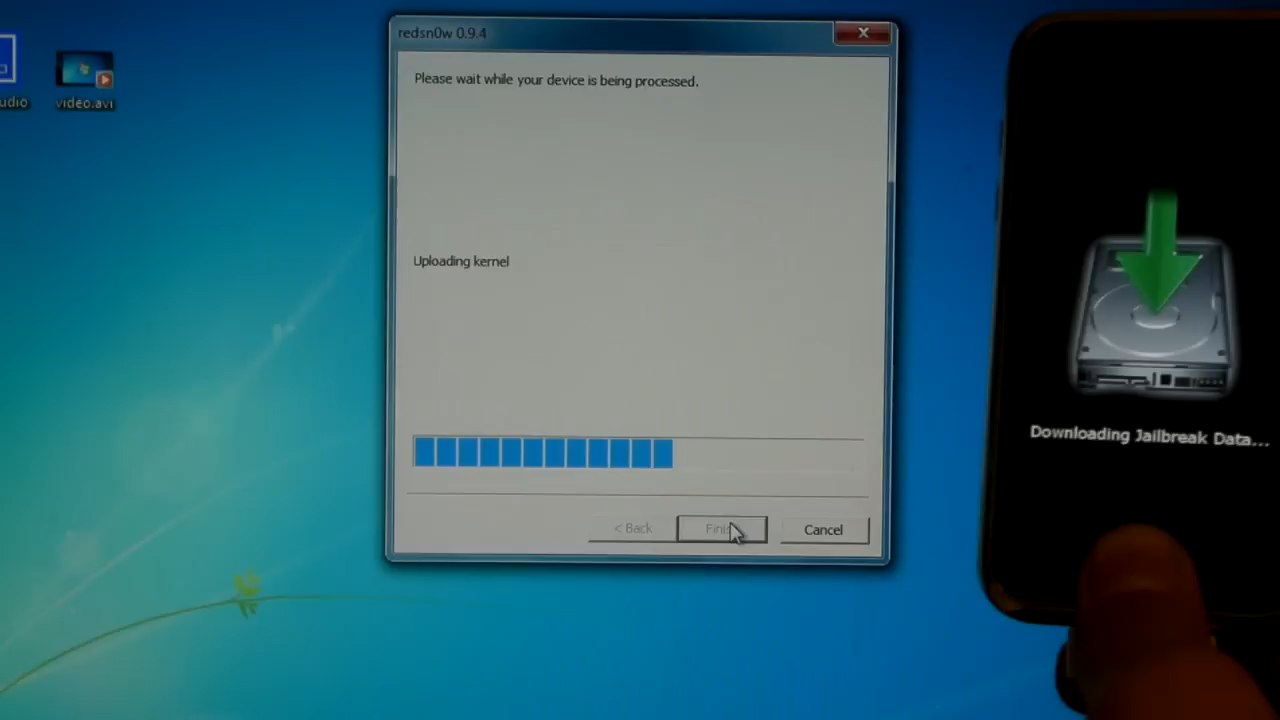 redsn0w 0.9.4
Please wait while your device is being processed.
udio
video.avi
Uploading kernel
Downloading Jailbreak Data...
< Back
Finis
Cancel